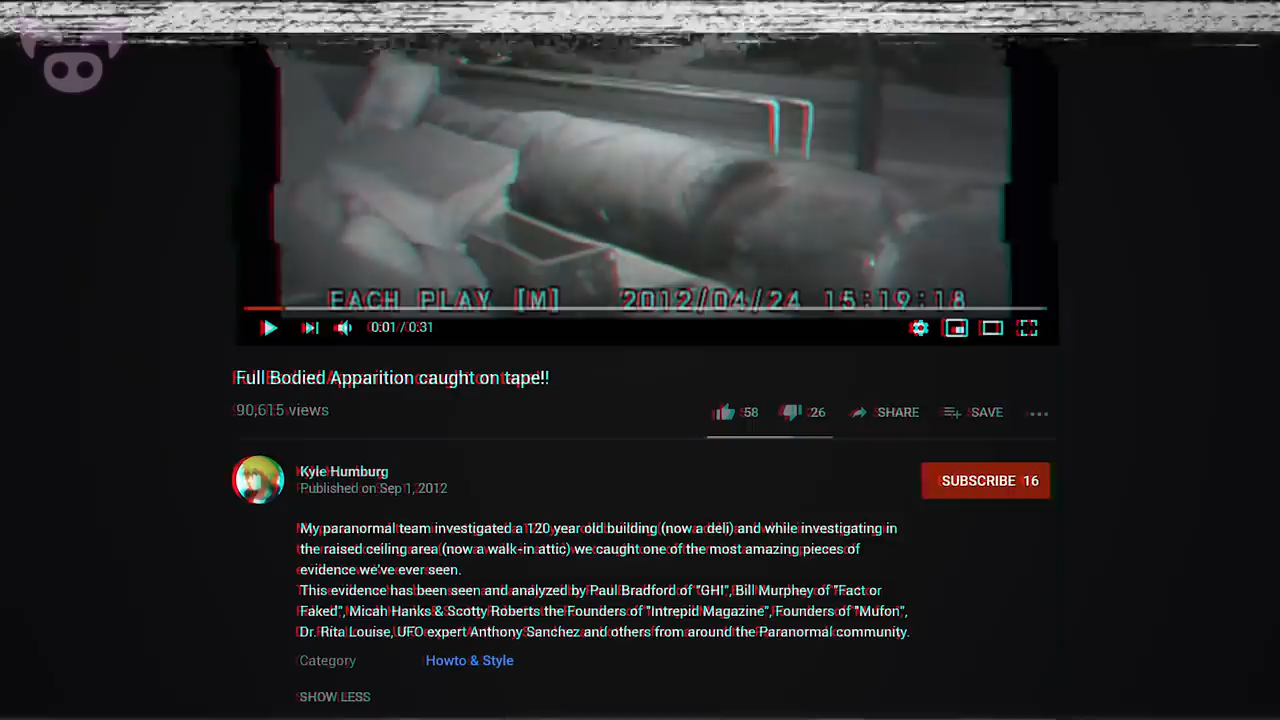 EACH PLAY [M] 2012/04/24 15:19:18
0:01 / 0:31
Full Bodied Apparition caught on tape!!
90,615 views
58 26 SHARE SAVE
Kyle Humburg
Published on Sep 1, 2012
SUBSCRIBE 16
My paranormal team investigated a 120 year old building (now a deli) and while investigating in
the raised ceiling area (now a walk-in attic) we caught one of the most amazing pieces of
evidence we've ever seen.
This evidence has been seen and analyzed by Paul Bradford of "GHI", Bill Murphey of "Fact or
Faked", Micah Hanks & Scotty Roberts the Founders of "Intrepid Magazine", Founders of "Mufon",
Dr. Rita Louise, UFO expert Anthony Sanchez and others from around the Paranormal community.
Category Howto & Style
SHOW LESS